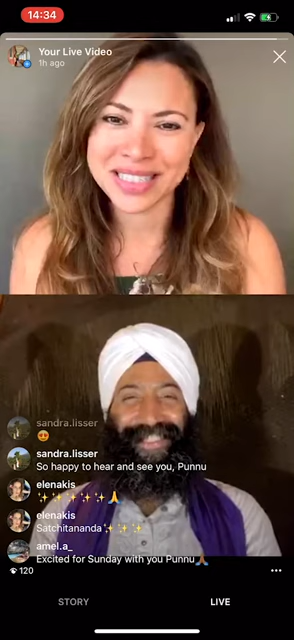 14:34
Your Live Video
1h ago
sandra.lisser
😍
sandra.lisser
So happy to hear and see you, Punnu
elenakis
✨✨✨✨✨🙏
elenakis
Satchitananda✨✨✨
amel.a_
Excited for Sunday with you Punnu🙏🏾
120
STORY
LIVE